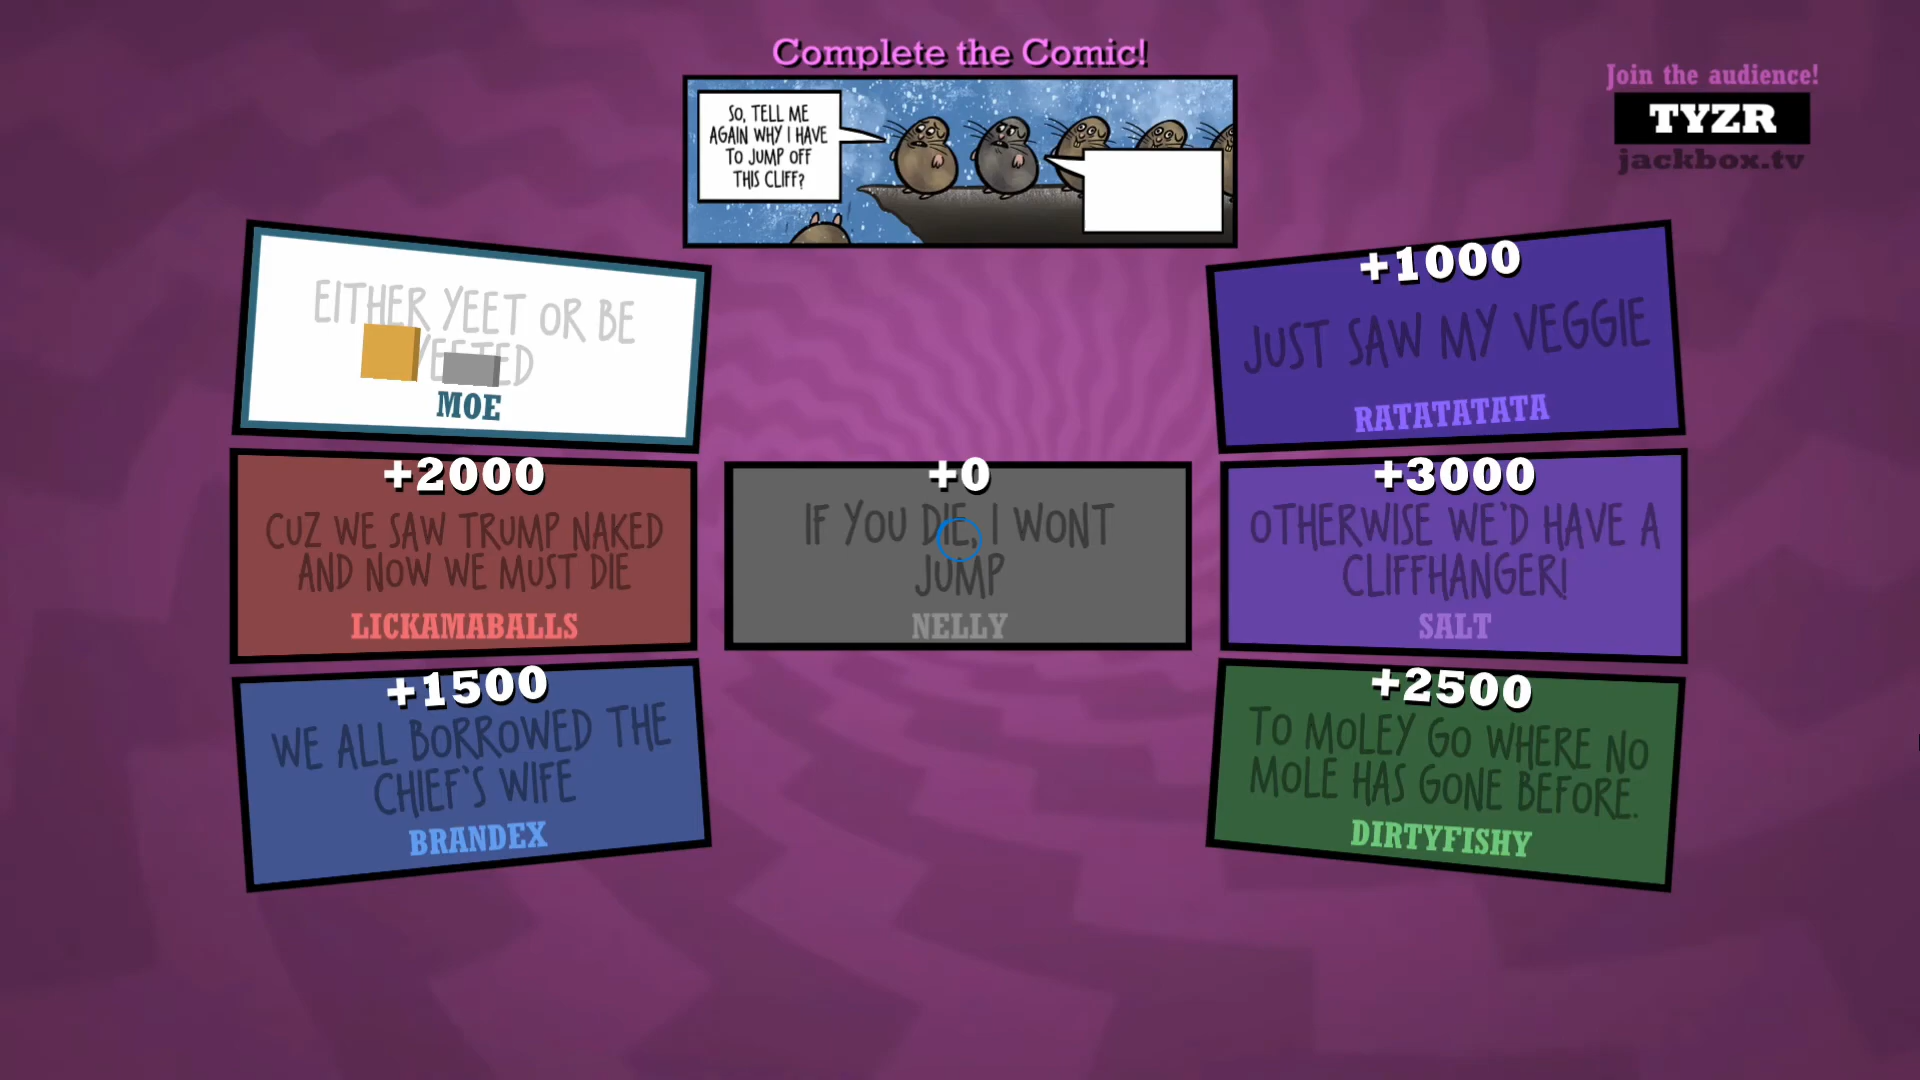 Complete the Comic!
SO, TELL ME
AGAIN WHY I HAVE
TO JUMP OFF
THIS CLIFF?
Join the audience!
TYZR
jackbox.tv
EITHER YEET OR BE
YEETED
MOE
+1000
JUST SAW MY VEGGIE
RATATATATA
+2000
CUZ WE SAW TRUMP NAKED
AND NOW WE MUST DIE
LICKAMABALLS
+0
IF YOU DIE, I WONT
JUMP
NELLY
+3000
OTHERWISE WE'D HAVE A
CLIFFHANGER!
SALT
+1500
WE ALL BORROWED THE
CHIEF'S WIFE
BRANDEX
+2500
TO MOLEY GO WHERE NO
MOLE HAS GONE BEFORE.
DIRTYFISHY